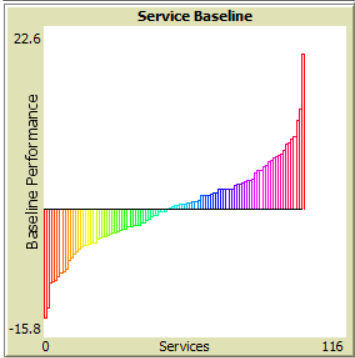 Service Baseline
22.6
Baseline Performance
-15.8
0 Services 116